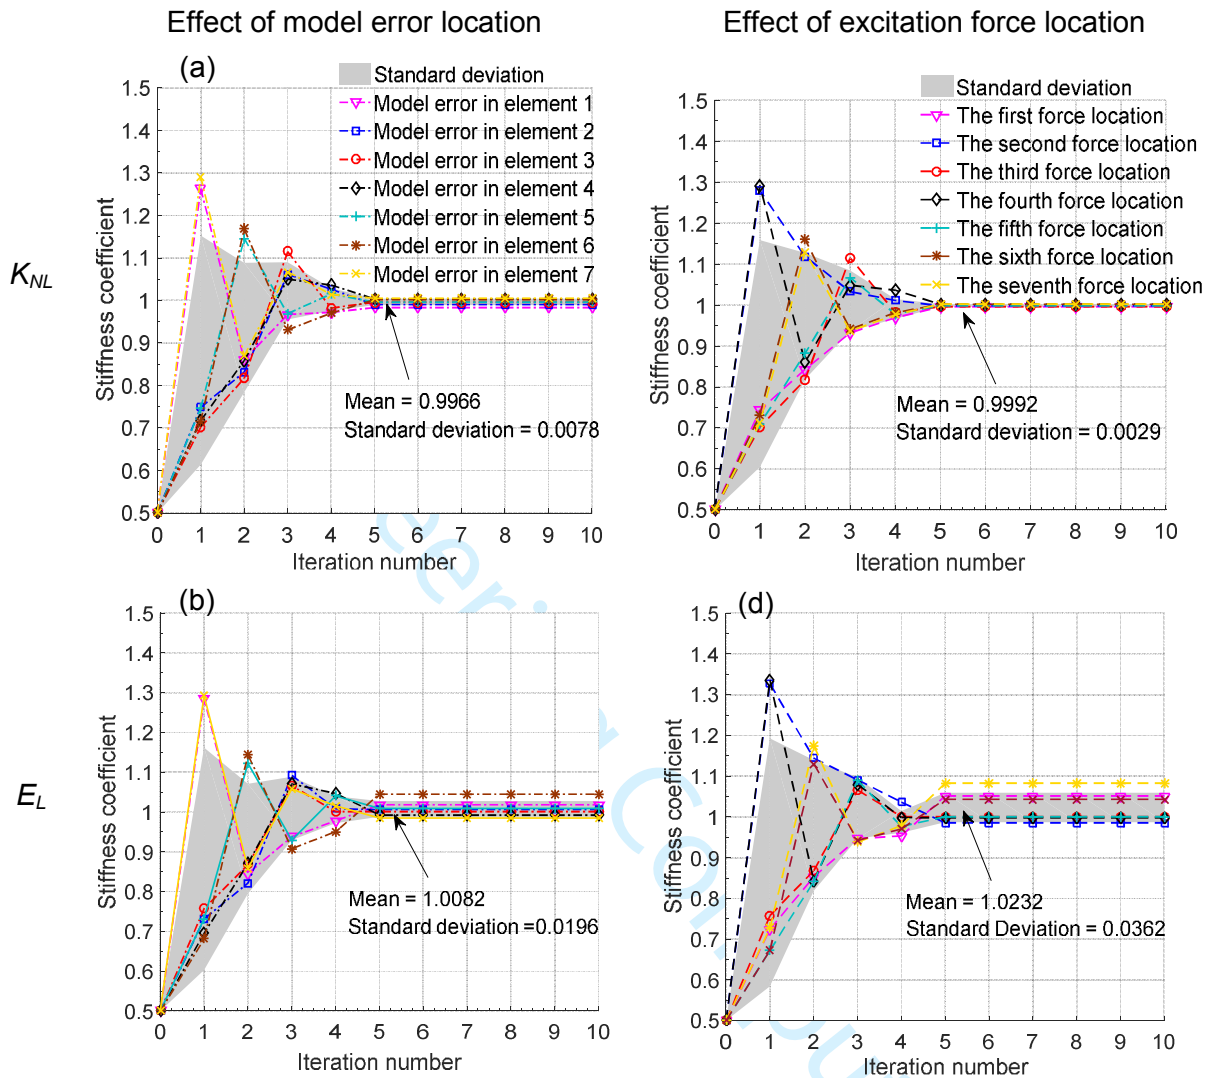 Effect of model error location
Effect of excitation force location
(a)
Standard deviation
Model error in element 1
Model error in element 2
Model error in element 3
Model error in element 4
Model error in element 5
Model error in element 6
Model error in element 7
1.5
1.4
1.3
1.2
1.1
1
0.9
0.8
0.7
0.6
0.5
Stiffness coefficient
K_NL
Mean = 0.9966
Standard deviation = 0.0078
0 1 2 3 4 5 6 7 8 9 10
Iteration number
Standard deviation
The first force location
The second force location
The third force location
The fourth force location
The fifth force location
The sixth force location
The seventh force location
1.5
1.4
1.3
1.2
1.1
1
0.9
0.8
0.7
0.6
0.5
Stiffness coefficient
Mean = 0.9992
Standard deviation = 0.0029
0 1 2 3 4 5 6 7 8 9 10
Iteration number
(b)
1.5
1.4
1.3
1.2
1.1
1
0.9
0.8
0.7
0.6
0.5
Stiffness coefficient
E_L
Mean = 1.0082
Standard deviation =0.0196
0 1 2 3 4 5 6 7 8 9 10
Iteration number
(d)
1.5
1.4
1.3
1.2
1.1
1
0.9
0.8
0.7
0.6
0.5
Stiffness coefficient
Mean = 1.0232
Standard Deviation = 0.0362
0 1 2 3 4 5 6 7 8 9 10
Iteration number